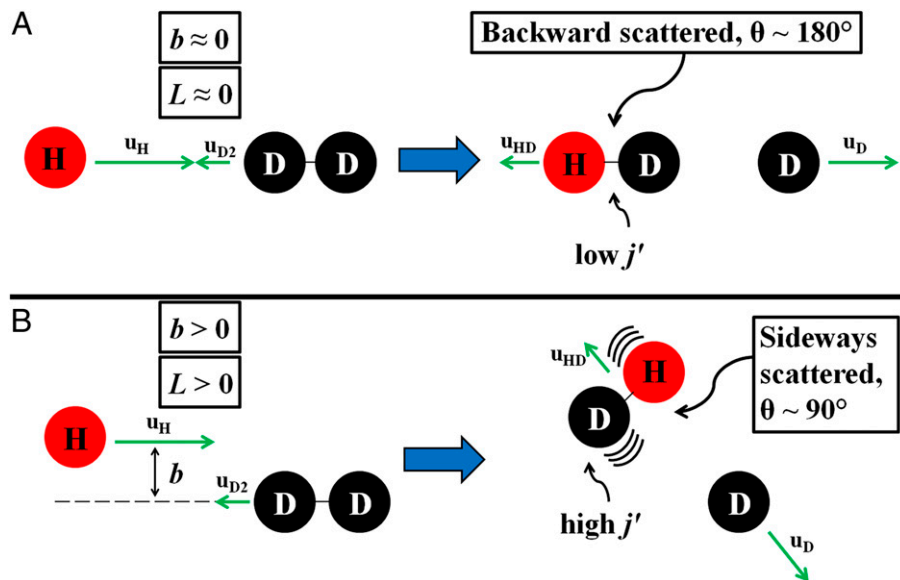 A
b ≈ 0
L ≈ 0
Backward scattered, θ ~ 180°
H
u_H
u_D2
D
D
u_HD
H
D
D
u_D
low j′
B
b > 0
L > 0
H
u_H
b
u_D2
D
D
u_HD
H
D
Sideways
scattered,
θ ~ 90°
high j′
D
u_D